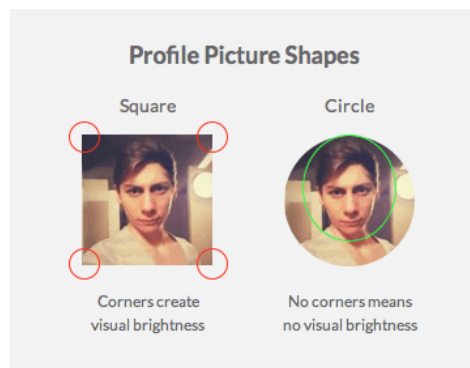 Profile Picture Shapes
Square
Circle
Corners create
visual brightness
No corners means
no visual brightness